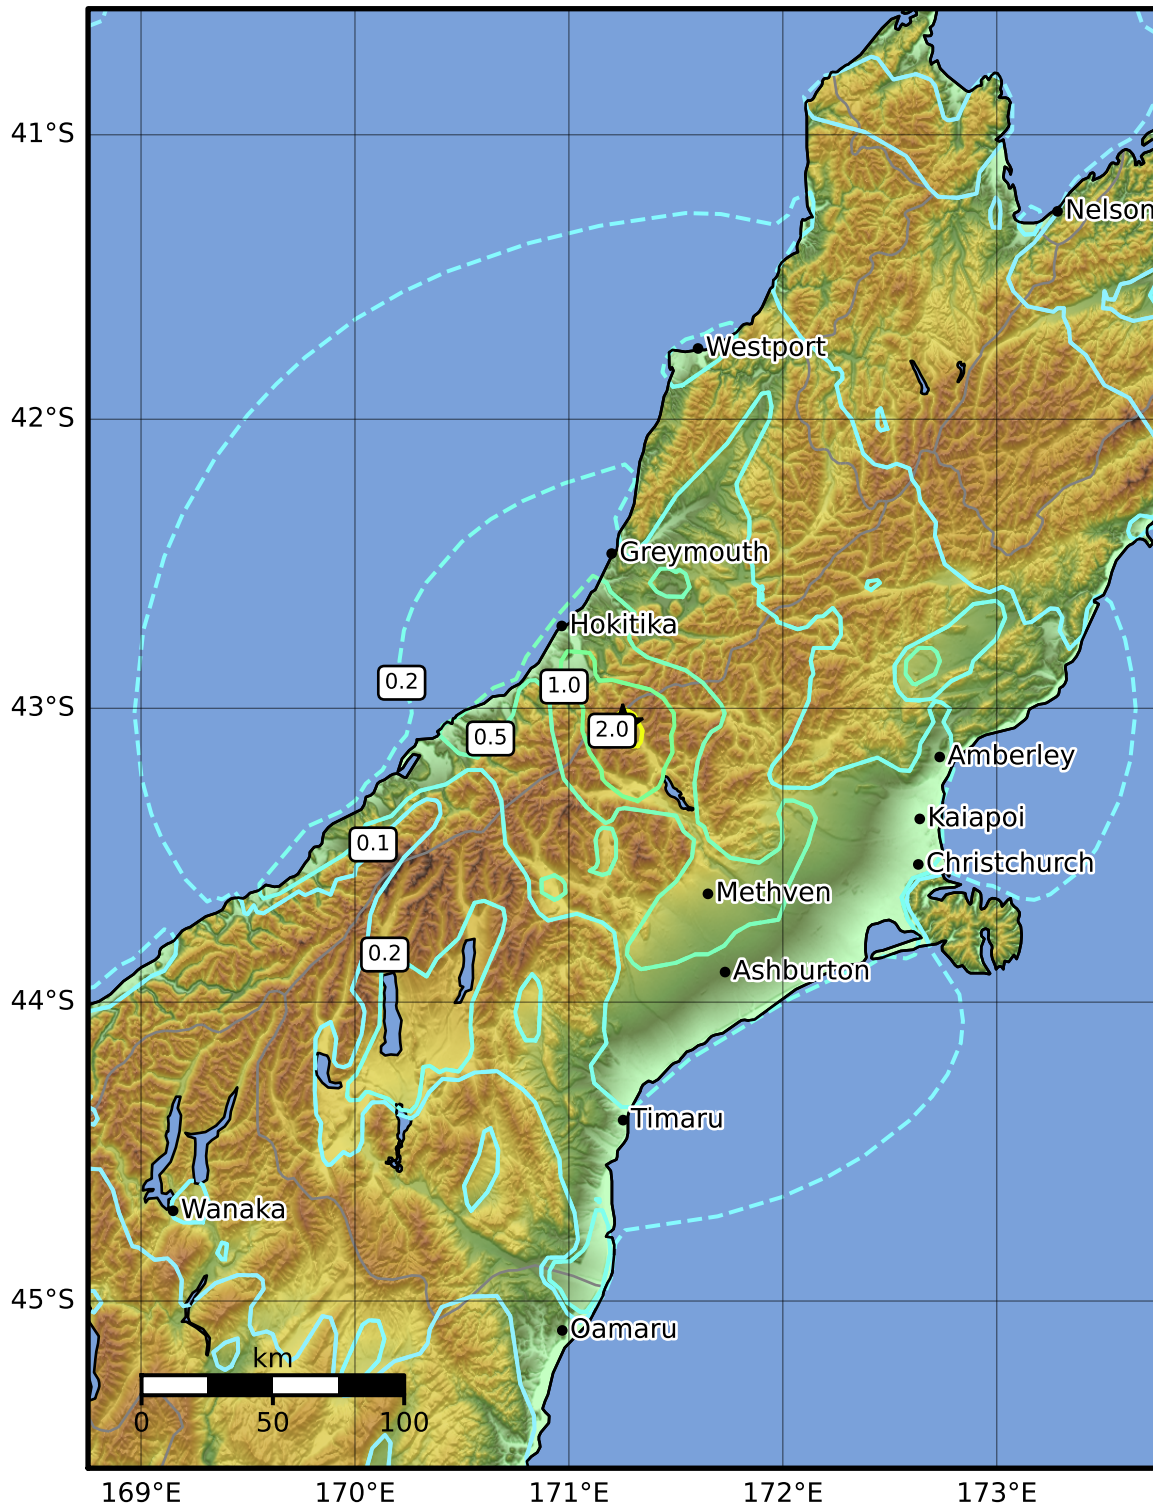 41°S
Nelson
Westport
42°S
Greymouth
Hokitika
0.2
1.0
43°S
2.0
0.5
Amberley
Kaiapoi
0.1
Christchurch
Methven
0.2
Ashburton
44°S
Timaru
Wanaka
45°S
Oamaru
km
0 50 100
169°E 170°E 171°E 172°E 173°E